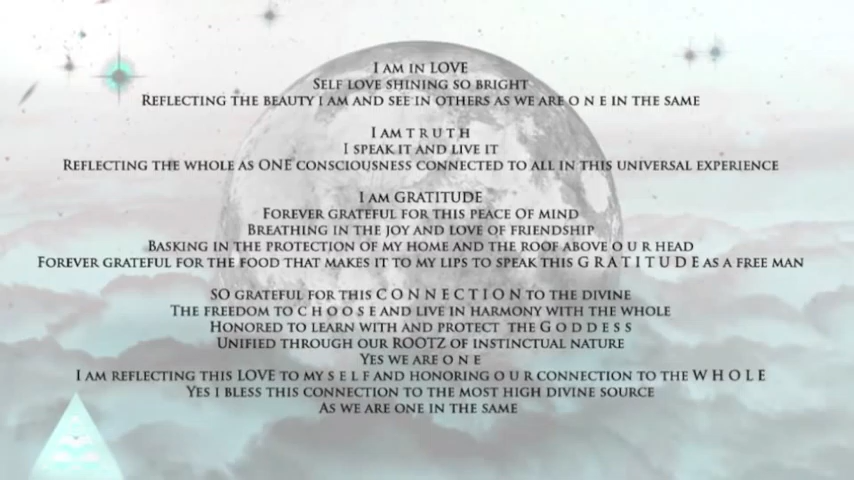 I AM IN LOVE
SELF LOVE SHINING SO BRIGHT
REFLECTING THE BEAUTY I AM AND SEE IN OTHERS AS WE ARE O N E IN THE SAME
I AM T R U T H
I SPEAK IT AND LIVE IT
REFLECTING THE WHOLE AS ONE CONSCIOUSNESS CONNECTED TO ALL IN THIS UNIVERSAL EXPERIENCE
I AM GRATITUDE
FOREVER GRATEFUL FOR THIS PEACE OF MIND
BREATHING IN THE JOY AND LOVE OF FRIENDSHIP
BASKING IN THE PROTECTION OF MY HOME AND THE ROOF ABOVE O U R HEAD
FOREVER GRATEFUL FOR THE FOOD THAT MAKES IT TO MY LIPS TO SPEAK THIS G R A T I T U D E AS A FREE MAN
SO GRATEFUL FOR THIS C O N N E C T I O N TO THE DIVINE
THE FREEDOM TO C H O O S E AND LIVE IN HARMONY WITH THE WHOLE
HONORED TO LEARN WITH AND PROTECT THE G O D D E S S
UNIFIED THROUGH OUR ROOTZ OF INSTINCTUAL NATURE
YES WE ARE O N E
I AM REFLECTING THIS LOVE TO MY S E L F AND HONORING O U R CONNECTION TO THE W H O L E
YES I BLESS THIS CONNECTION TO THE MOST HIGH DIVINE SOURCE
AS WE ARE ONE IN THE SAME